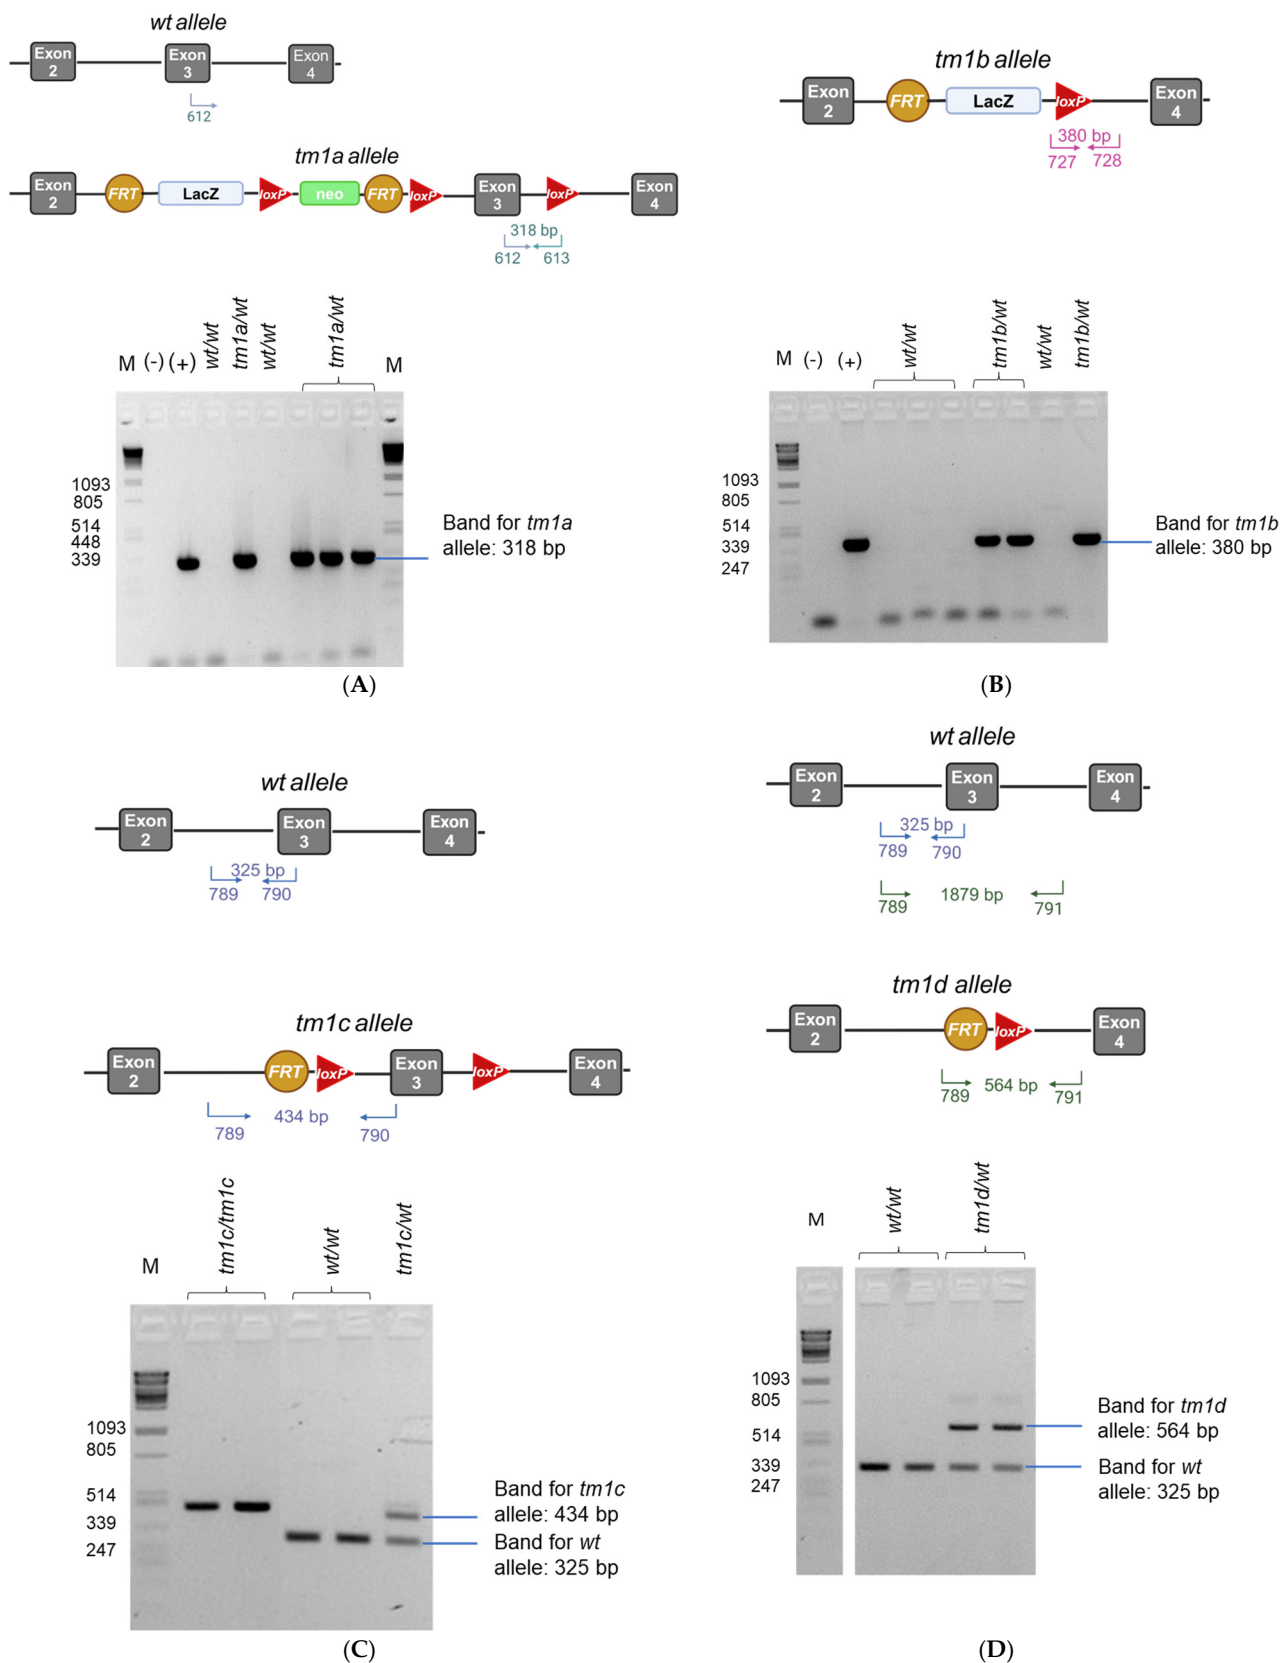 wt allele
Exon 2
Exon 3
Exon 4
612
tm1a allele
Exon 2
FRT
LacZ
loxP
neo
FRT
loxP
Exon 3
loxP
Exon 4
318 bp
612
613
M
(-)
(+)
wt/wt
tm1a/wt
wt/wt
tm1a/wt
M
1093
805
514
448
339
Band for tm1a
allele: 318 bp
(A)
tm1b allele
Exon 2
FRT
LacZ
loxP
Exon 4
380 bp
727
728
M
(-)
(+)
wt/wt
tm1b/wt
wt/wt
tm1b/wt
1093
805
514
339
247
Band for tm1b
allele: 380 bp
(B)
wt allele
Exon 2
Exon 3
Exon 4
325 bp
789
790
tm1c allele
Exon 2
FRT
loxP
Exon 3
loxP
Exon 4
434 bp
789
790
M
tm1c/tm1c
wt/wt
tm1c/wt
1093
805
514
339
247
Band for tm1c
allele: 434 bp
Band for wt
allele: 325 bp
(C)
wt allele
Exon 2
Exon 3
Exon 4
325 bp
789
790
1879 bp
789
791
tm1d allele
Exon 2
FRT
loxP
Exon 4
564 bp
789
791
M
wt/wt
tm1d/wt
1093
805
514
339
247
Band for tm1d
allele: 564 bp
Band for wt
allele: 325 bp
(D)